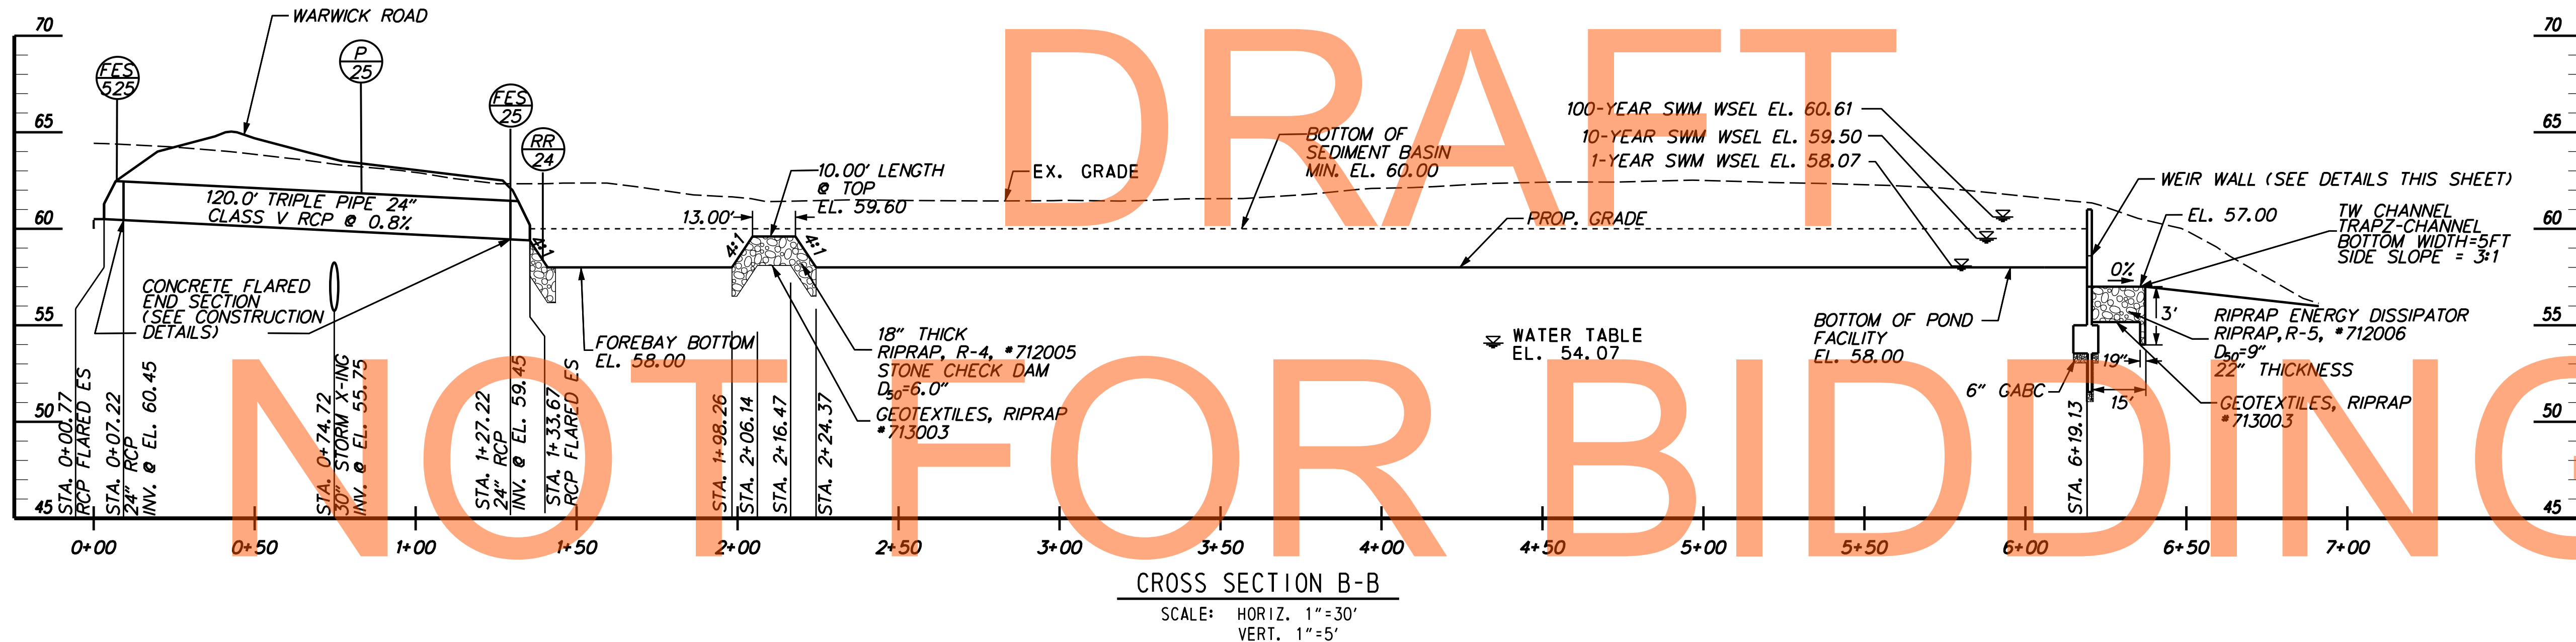 DRAFT
NOT FOR BIDDING
WARWICK ROAD
70
65
60
55
50
45
70
65
60
55
50
45
FES
525
P
25
FES
25
RR
24
120.0' TRIPLE PIPE 24"
CLASS V RCP @ 0.8%
CONCRETE FLARED
END SECTION
(SEE CONSTRUCTION
DETAILS)
4:1
FOREBAY BOTTOM
EL. 58.00
13.00'
10.00' LENGTH
@ TOP
EL. 59.60
4:1
4:1
18" THICK
RIPRAP, R-4, #712005
STONE CHECK DAM
D50=6.0"
GEOTEXTILES, RIPRAP
#713003
EX. GRADE
BOTTOM OF
SEDIMENT BASIN
MIN. EL. 60.00
100-YEAR SWM WSEL EL. 60.61
10-YEAR SWM WSEL EL. 59.50
1-YEAR SWM WSEL EL. 58.07
PROP. GRADE
WATER TABLE
EL. 54.07
BOTTOM OF POND
FACILITY
EL. 58.00
WEIR WALL (SEE DETAILS THIS SHEET)
EL. 57.00
TW CHANNEL
TRAPZ-CHANNEL
BOTTOM WIDTH=5FT
SIDE SLOPE = 3:1
0%
3'
RIPRAP ENERGY DISSIPATOR
RIPRAP, R-5, #712006
D50=9"
22" THICKNESS
19"
15'
6" GABC
GEOTEXTILES, RIPRAP
#713003
STA. 0+00.77
RCP FLARED ES
STA. 0+07.22
24" RCP
INV. @ EL. 60.45
STA. 0+74.72
30" STORM X-ING
INV. @ EL. 55.75
STA. 1+27.22
24" RCP
INV. @ EL. 59.45
STA. 1+33.67
RCP FLARED ES
STA. 1+98.26
STA. 2+06.14
STA. 2+16.47
STA. 2+24.37
STA. 6+19.13
0+00
0+50
1+00
1+50
2+00
2+50
3+00
3+50
4+00
4+50
5+00
5+50
6+00
6+50
7+00
CROSS SECTION B-B
SCALE: HORIZ. 1"=30'
VERT. 1"=5'